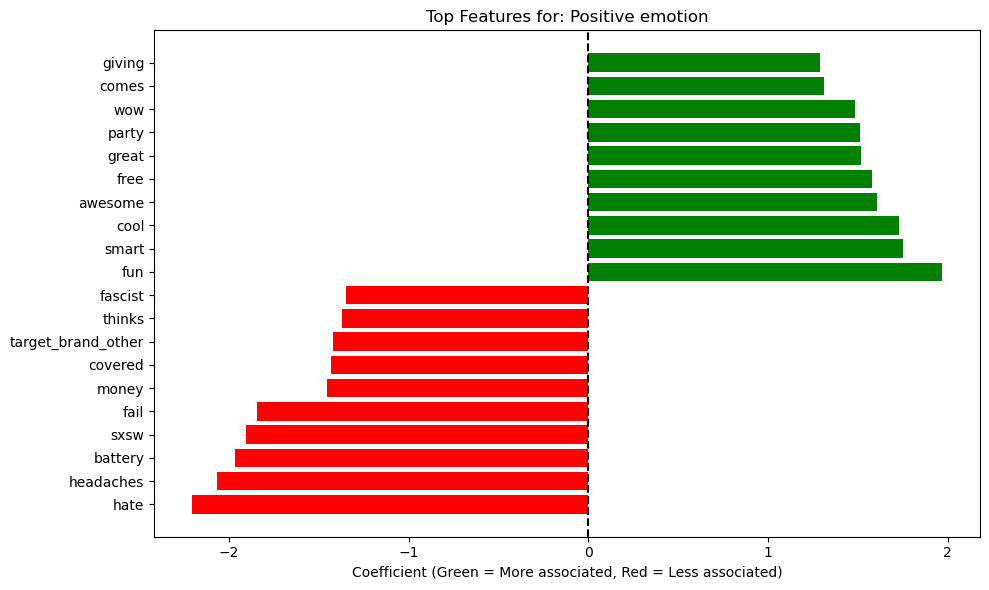 Top Features for: Positive emotion
giving
comes
wow
party
great
free
awesome
cool
smart
fun
fascist
thinks
target_brand_other
covered
money
fail
sxsw
battery
headaches
hate
−2
−1
0
1
2
Coefficient (Green = More associated, Red = Less associated)